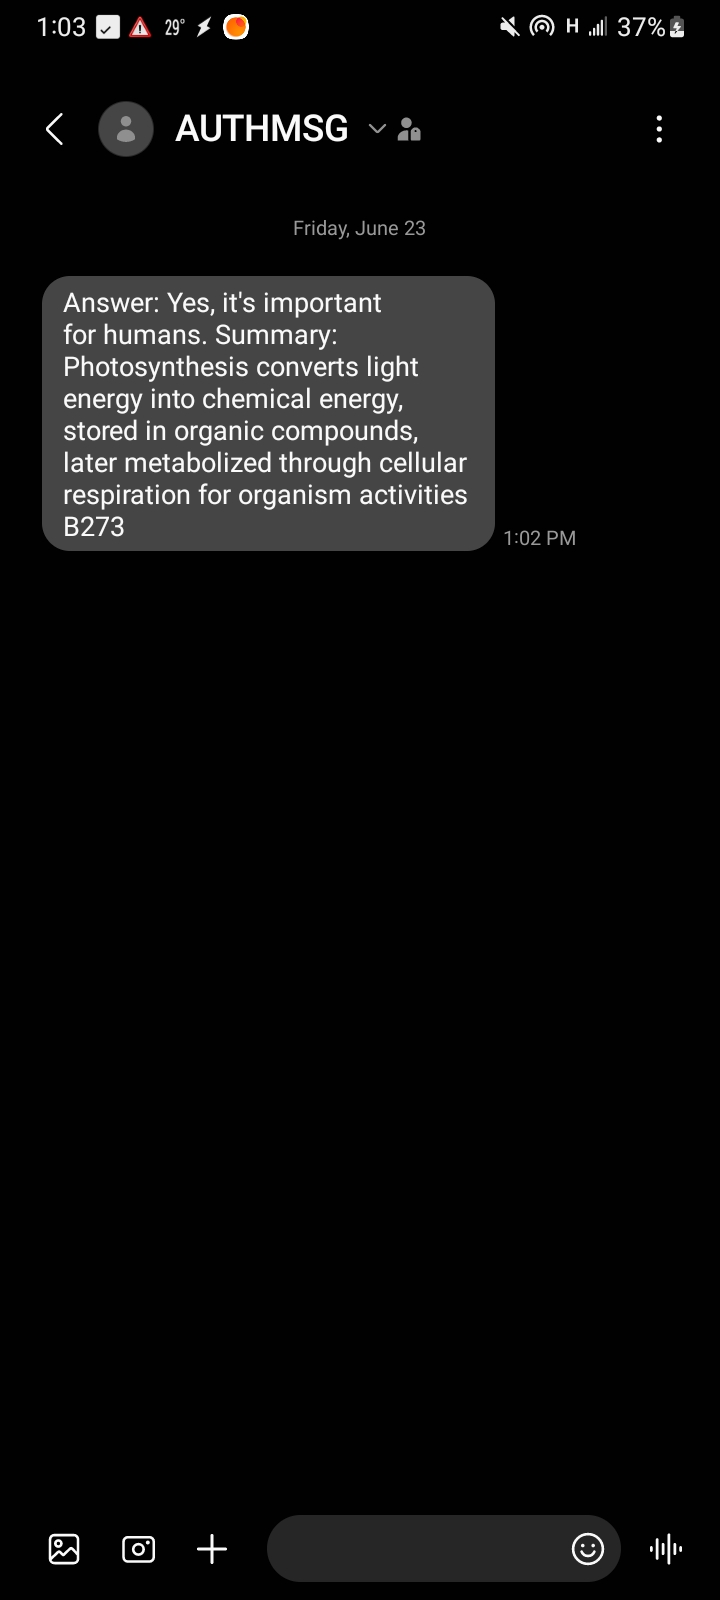 1:03 29° H 37%
AUTHMSG
Friday, June 23
Answer: Yes, it's important
for humans. Summary:
Photosynthesis converts light
energy into chemical energy,
stored in organic compounds,
later metabolized through cellular
respiration for organism activities
B273
1:02 PM